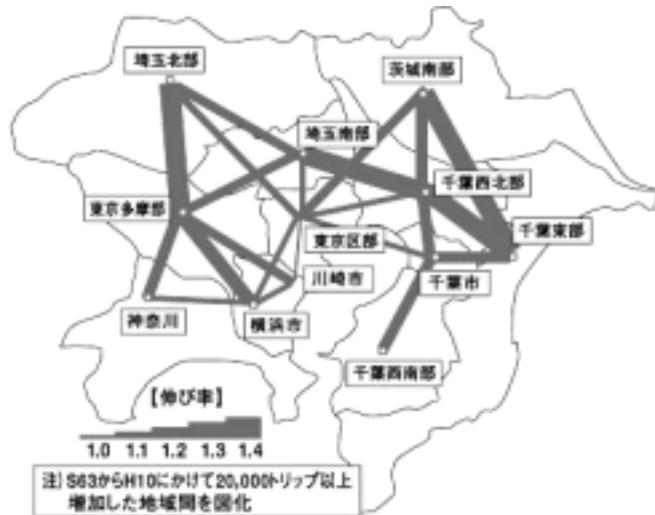 埼玉北部
茨城南部
埼玉南部
千葉西北部
東京多摩部
東京区部
千葉東部
川崎市
千葉市
神奈川
横浜市
千葉西南部
【伸び率】
1.0 1.1 1.2 1.3 1.4
注) S63からH10にかけて20,000トリップ以上
増加した地域間を図化